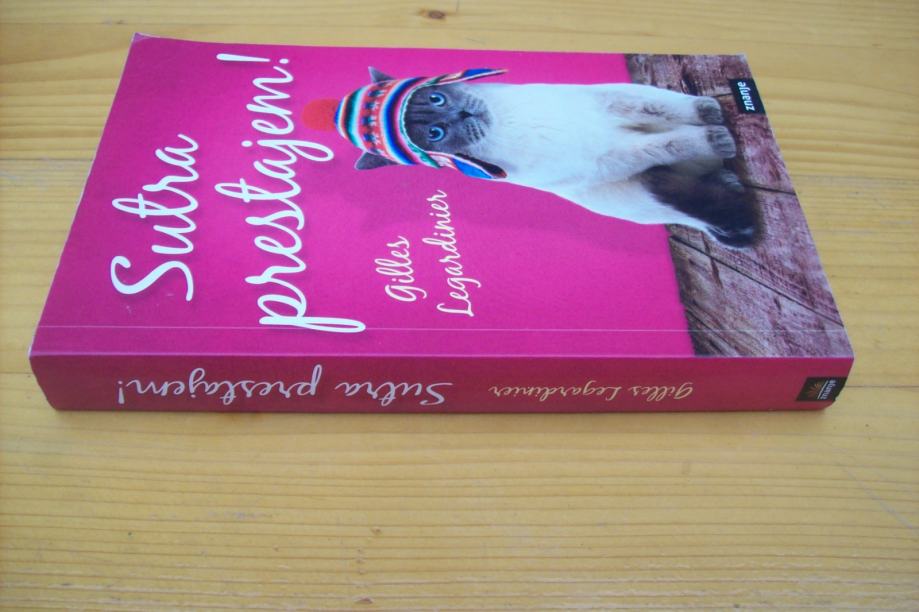 Sutra
prestajem!
Gilles
Legardinier
znanje
Sutra prestajem!
Gilles Legardinier
znanje